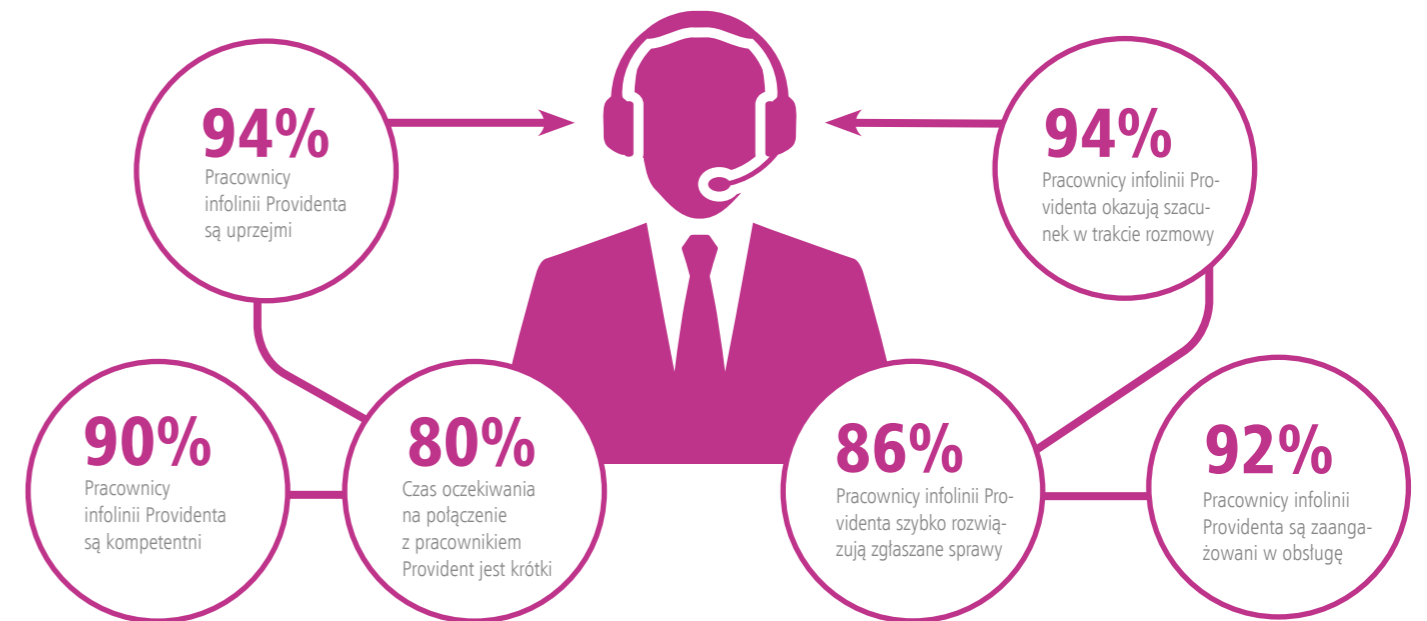 94%
Pracownicy
infolinii Providenta
są uprzejmi
94%
Pracownicy infolinii Pro-
videnta okazują szacu-
nek w trakcie rozmowy
90%
Pracownicy
infolinii Providenta
są kompetentni
80%
Czas oczekiwania
na połączenie
z pracownikiem
Provident jest krótki
86%
Pracownicy infolinii Pro-
videnta szybko rozwią-
zują zgłaszane sprawy
92%
Pracownicy infolinii
Providenta są zaanga-
żowani w obsługę